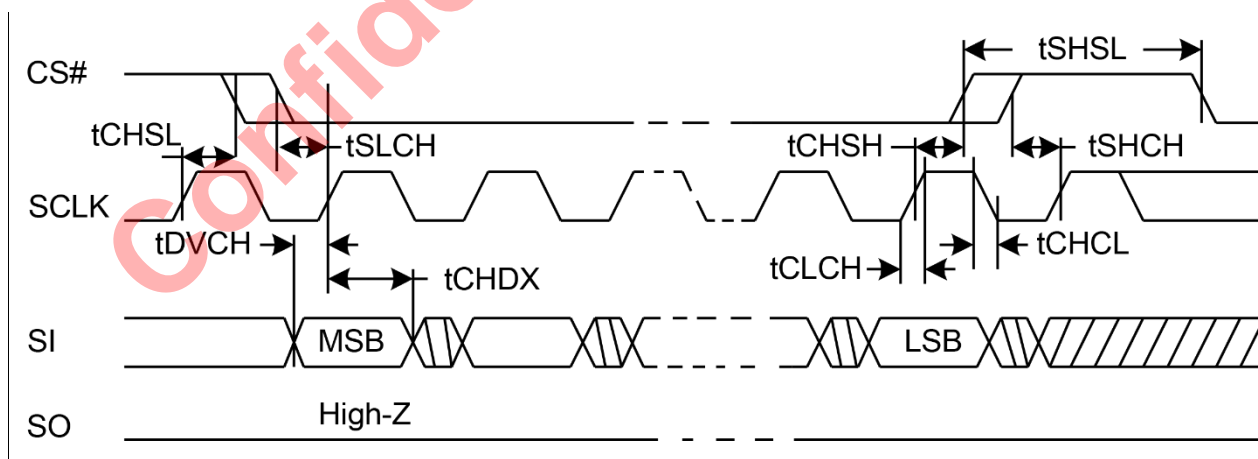 Confide
CS#
tSHSL
tCHSL
tSLCH
tCHSH
tSHCH
SCLK
tDVCH
tCHDX
tCLCH
tCHCL
SI
MSB
LSB
High-Z
SO